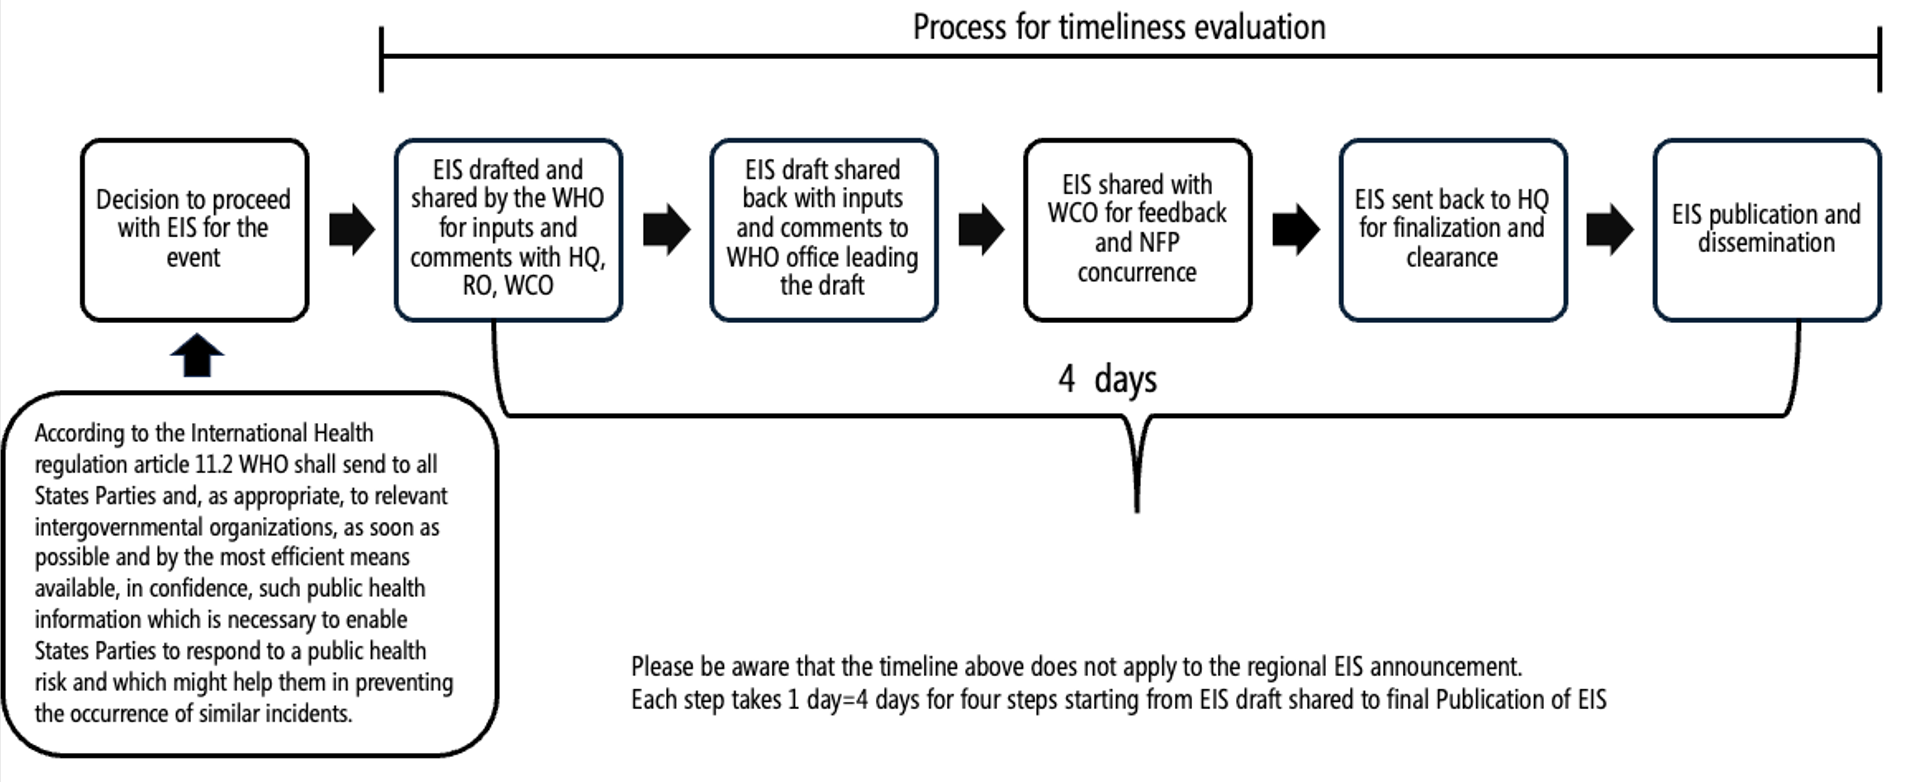 Process for timeliness evaluation
Decision to proceed
with EIS for the
event
EIS drafted and
shared by the WHO
for inputs and
comments with HQ,
RO, WCO
EIS draft shared
back with inputs
and comments to
WHO office leading
the draft
EIS shared with
WCO for feedback
and NFP
concurrence
EIS sent back to HQ
for finalization and
clearance
EIS publication and
dissemination
4 days
According to the International Health
regulation article 11.2 WHO shall send to all
States Parties and, as appropriate, to relevant
intergovernmental organizations, as soon as
possible and by the most efficient means
available, in confidence, such public health
information which is necessary to enable
States Parties to respond to a public health
risk and which might help them in preventing
the occurrence of similar incidents.
Please be aware that the timeline above does not apply to the regional EIS announcement.
Each step takes 1 day=4 days for four steps starting from EIS draft shared to final Publication of EIS